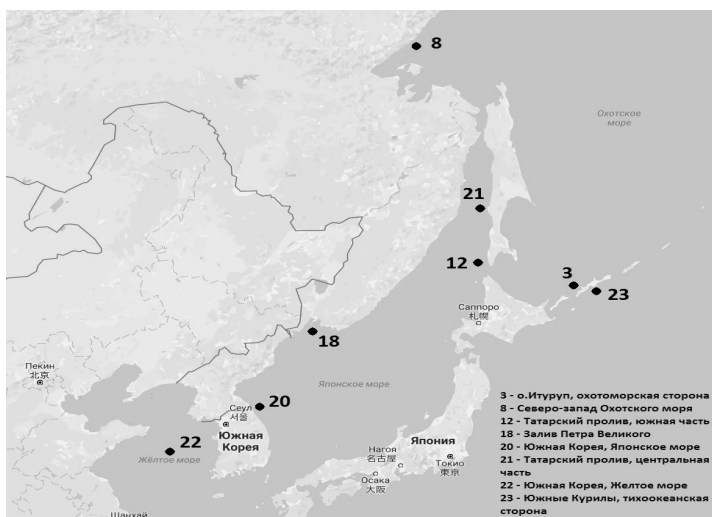 8
Охотское
море
21
12
3
23
Саппоро
札幌
18
Пекин
北京
Японское море
20
Сеул
서울
Южная
Корея
22
Жёлтое море
Япония
Нагоя
名古屋
Токио
東京
Осака
大阪
Шанхай
3 - о.Итуруп, охотоморская сторона
8 - Северо-запад Охотского моря
12 - Татарский пролив, южная часть
18 - Залив Петра Великого
20 - Южная Корея, Японское море
21 - Татарский пролив, центральная
часть
22 - Южная Корея, Желтое море
23 - Южные Курилы, тихоокеанская
сторона